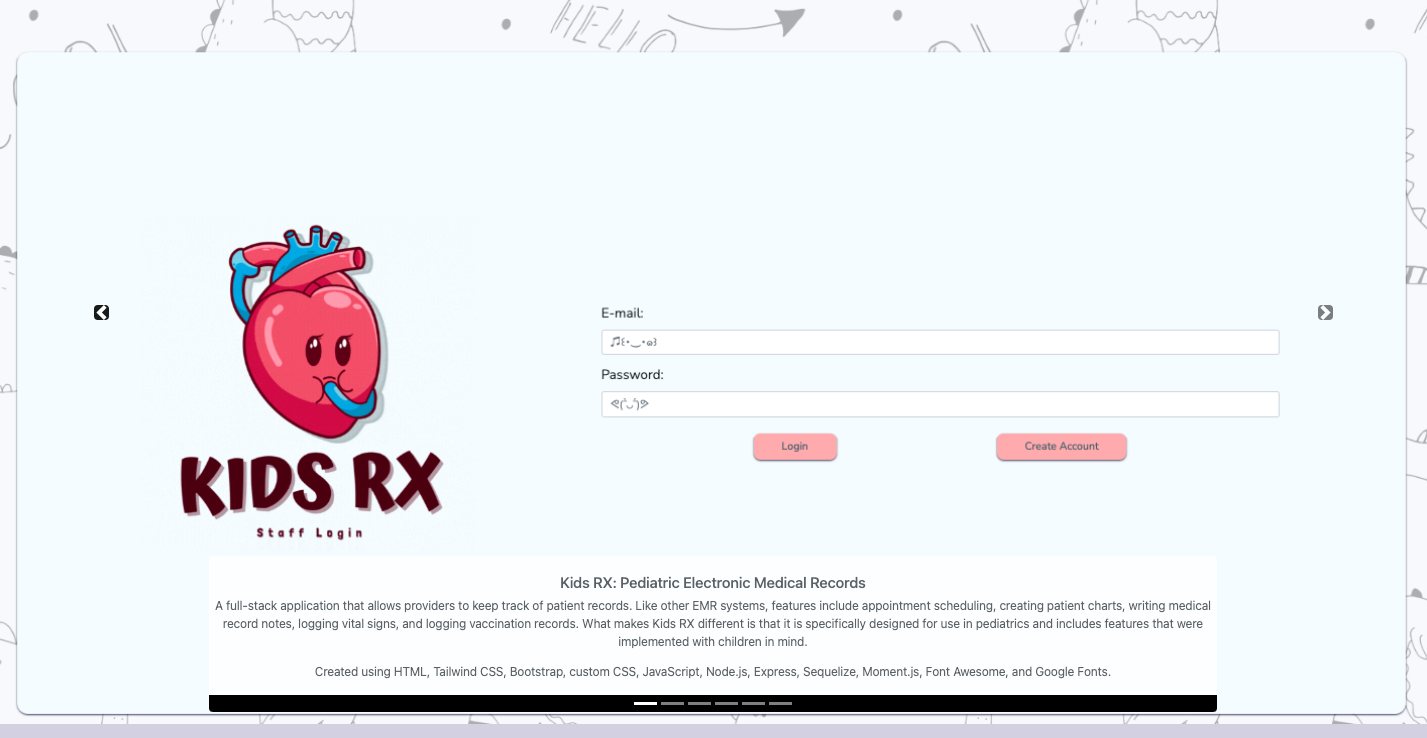 HELLO
E-mail:
♫꒰・‿・๑꒱
Password:
KIDS RX
Login
Create Account
Staff Login
Kids RX: Pediatric Electronic Medical Records
A full-stack application that allows providers to keep track of patient records. Like other EMR systems, features include appointment scheduling, creating patient charts, writing medical
record notes, logging vital signs, and logging vaccination records. What makes Kids RX different is that it is specifically designed for use in pediatrics and includes features that were
implemented with children in mind.
Created using HTML, Tailwind CSS, Bootstrap, custom CSS, JavaScript, Node.js, Express, Sequelize, Moment.js, Font Awesome, and Google Fonts.